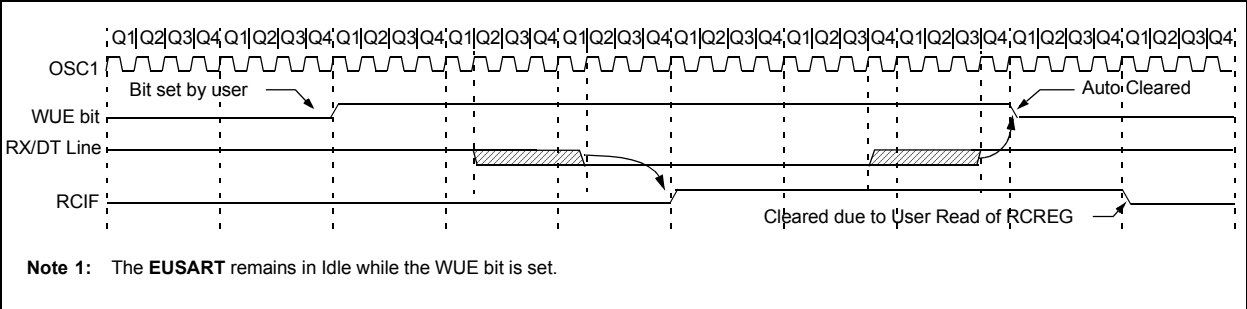 Q1|Q2|Q3|Q4 Q1|Q2|Q3|Q4 Q1|Q2|Q3|Q4 Q1|Q2|Q3|Q4 Q1|Q2|Q3|Q4 Q1|Q2|Q3|Q4 Q1|Q2|Q3|Q4 Q1|Q2|Q3|Q4 Q1|Q2|Q3|Q4 Q1|Q2|Q3|Q4
OSC1
Bit set by user
Auto Cleared
WUE bit
RX/DT Line
RCIF
Cleared due to User Read of RCREG
Note 1: The EUSART remains in Idle while the WUE bit is set.